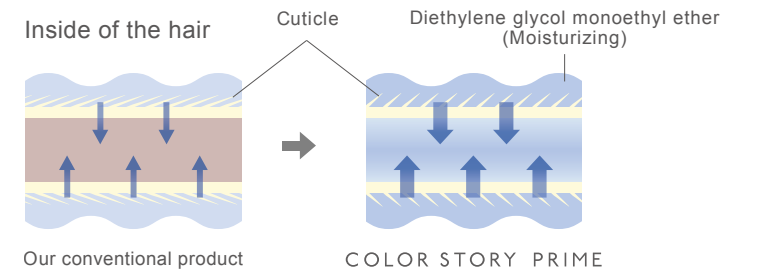 Inside of the hair
Cuticle
Diethylene glycol monoethyl ether
(Moisturizing)
Our conventional product
COLOR STORY PRIME